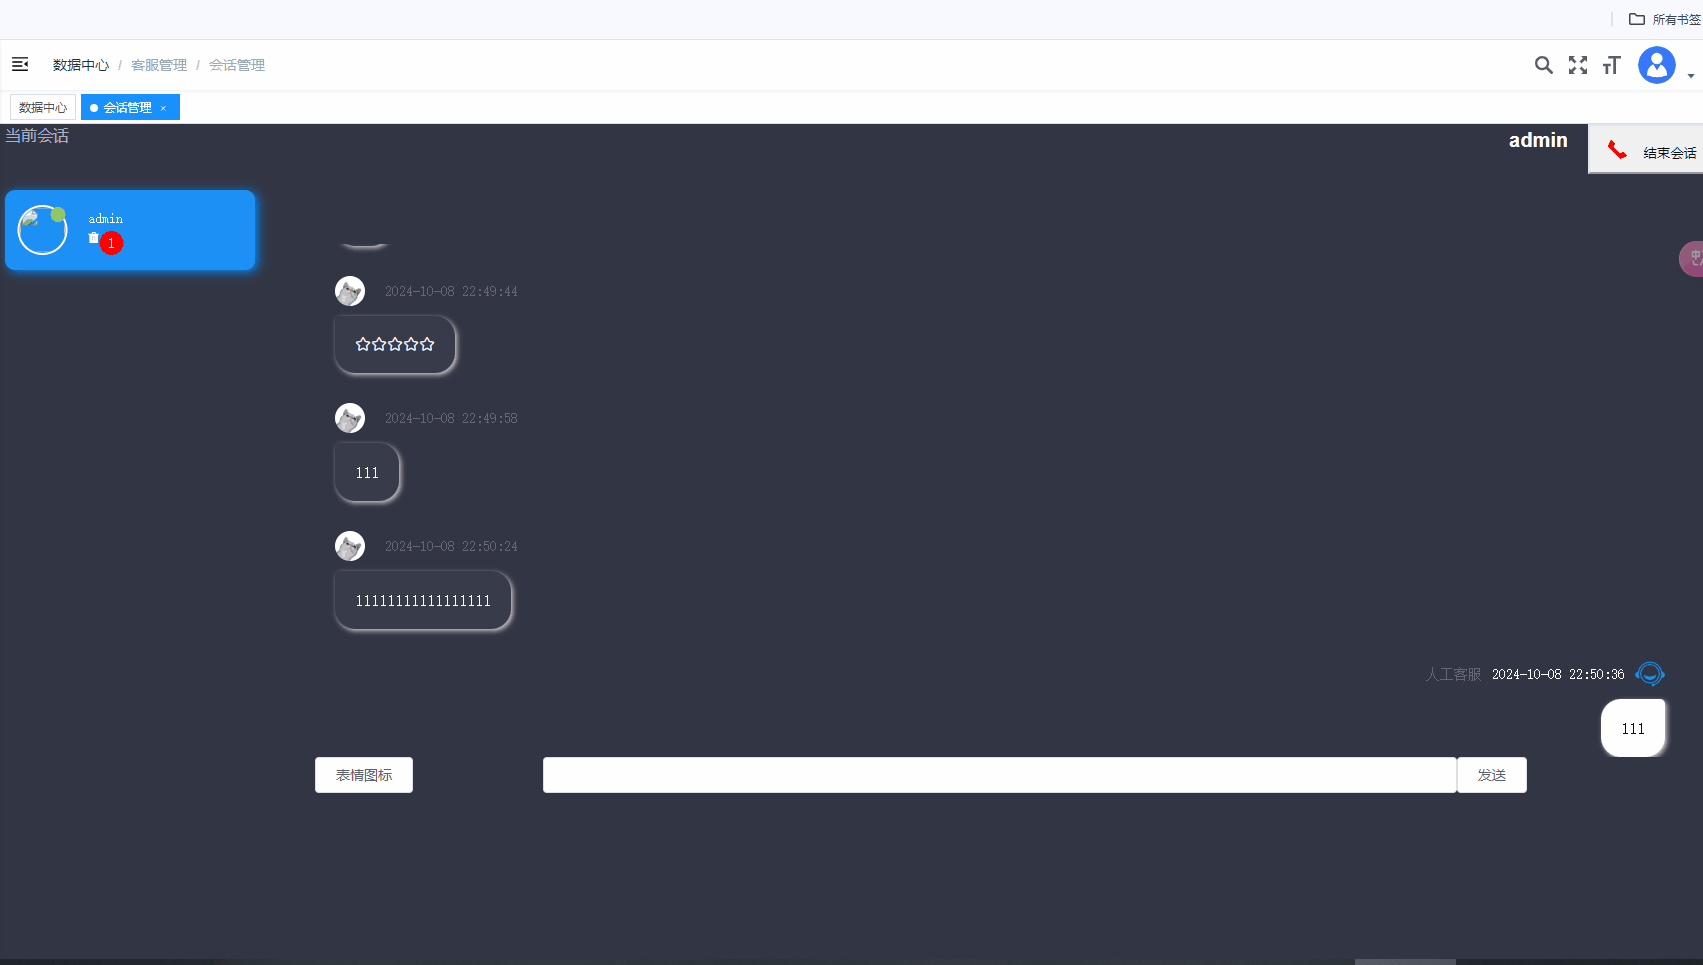 所有书签
数据中心 / 客服管理 / 会话管理
数据中心
会话管理 ×
当前会话
admin
结束会话
admin
1
2024-10-08 22:49:44
☆☆☆☆☆
2024-10-08 22:49:58
111
2024-10-08 22:50:24
11111111111111111
人工客服 2024-10-08 22:50:36
111
表情图标
发送